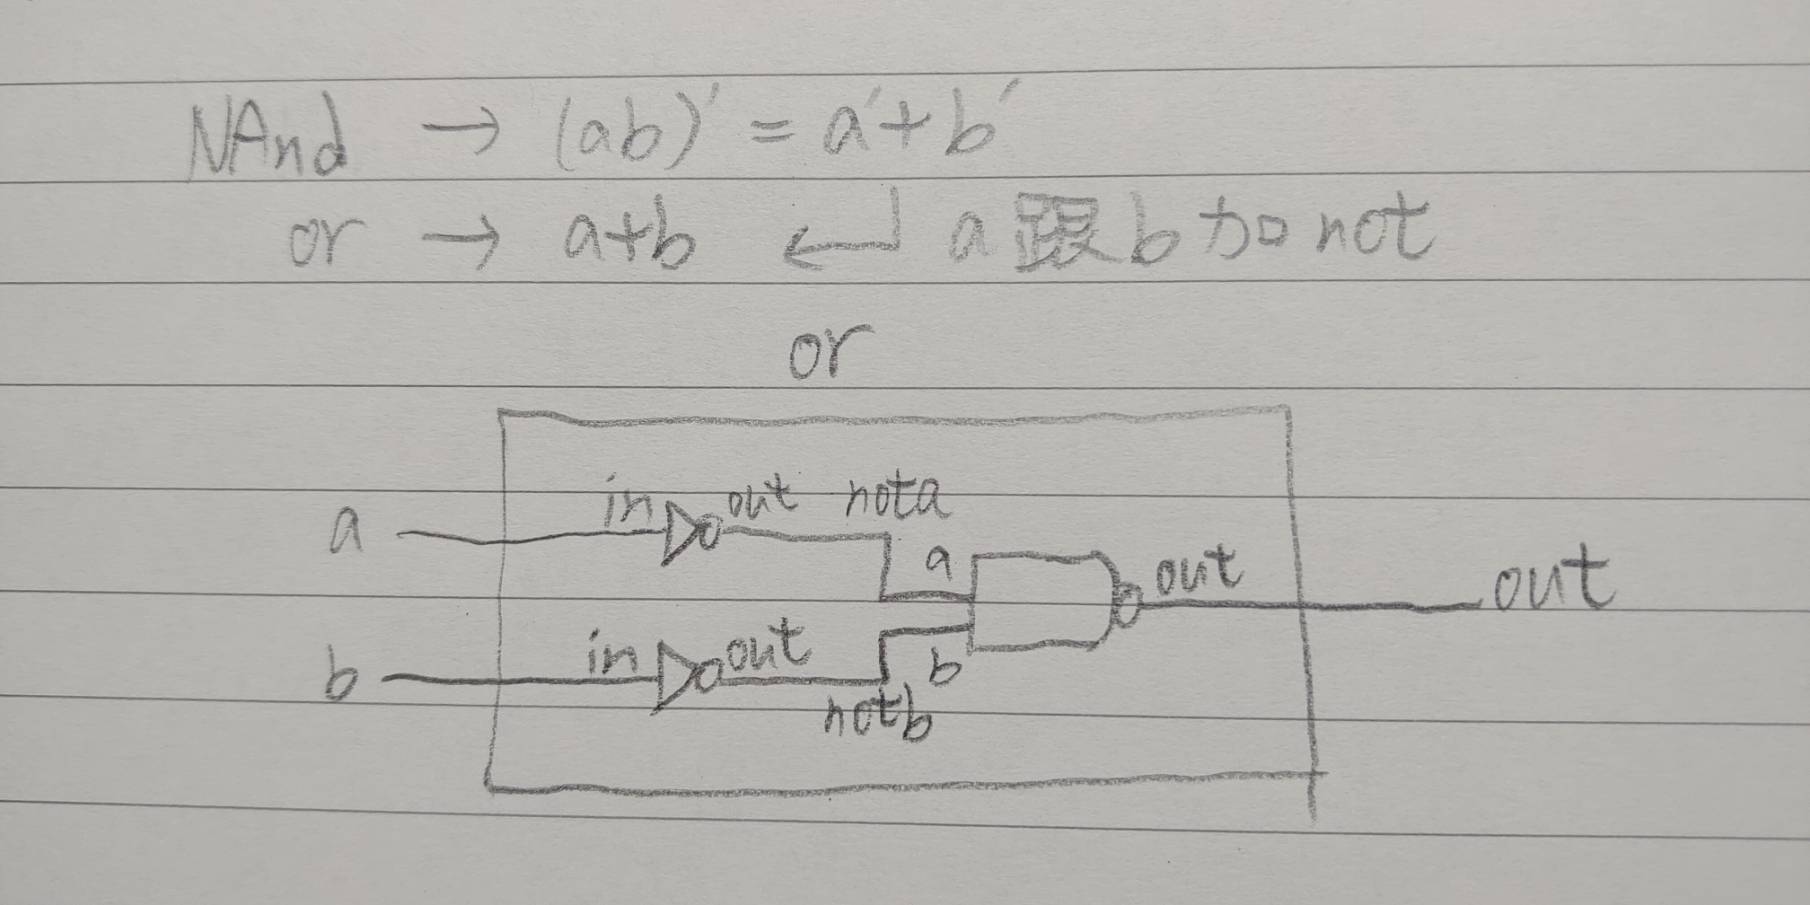 NAnd → (ab)' = a'+b'
or → a+b ↵ a 跟 b 加 not
or
in out nota
a
a
out
out
in out
b
b
notb